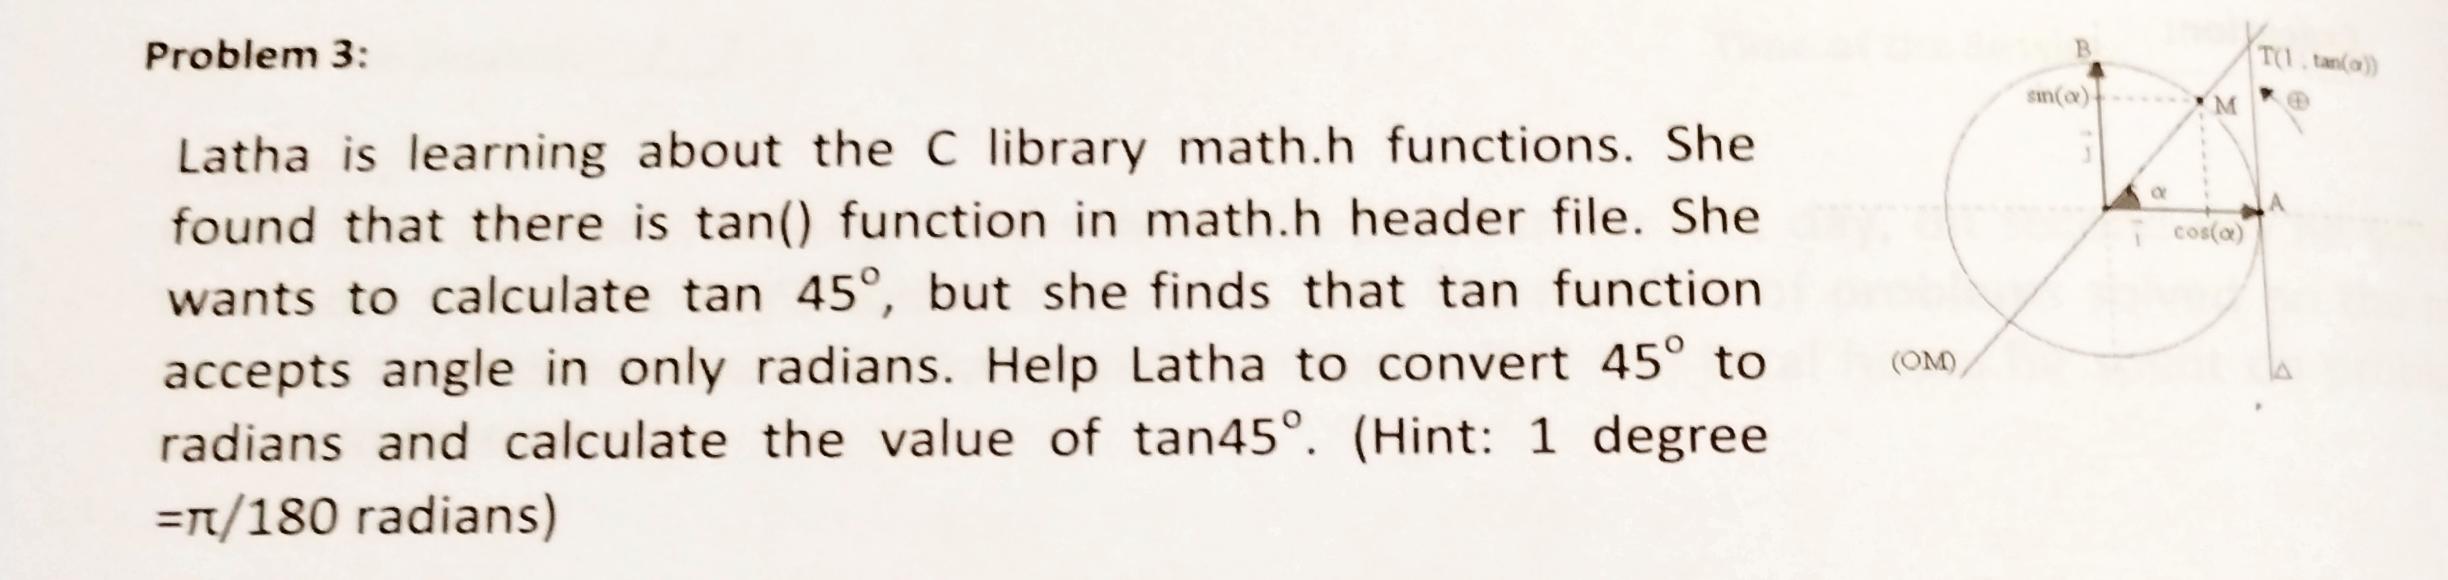 Problem 3:
Latha is learning about the C library math.h functions. She
found that there is tan() function in math.h header file. She
wants to calculate tan 45°, but she finds that tan function
accepts angle in only radians. Help Latha to convert 45° to
radians and calculate the value of tan45°. (Hint: 1 degree
=π/180 radians)
B
T(1 , tan(α))
sin(α)
M
⊕
j
α
A
i
cos(α)
(OM)
Δ